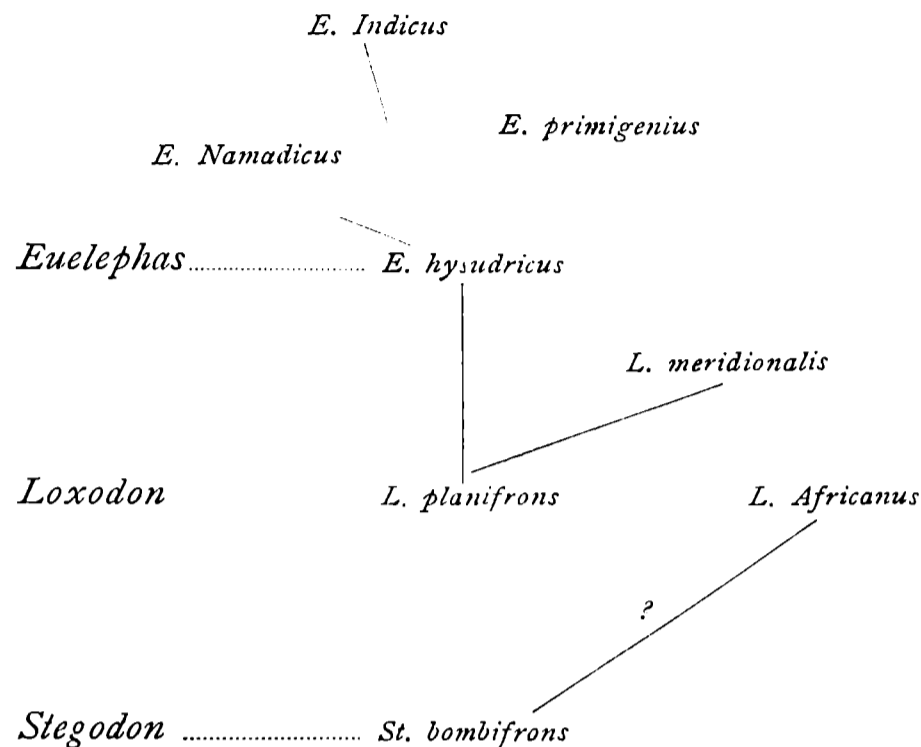 E. Indicus
E. primigenius
E. Namadicus
Euelephas.......................... E. hysudricus
L. meridionalis
Loxodon L. planifrons L. Africanus
?
Stegodon .......................... St. bombifrons